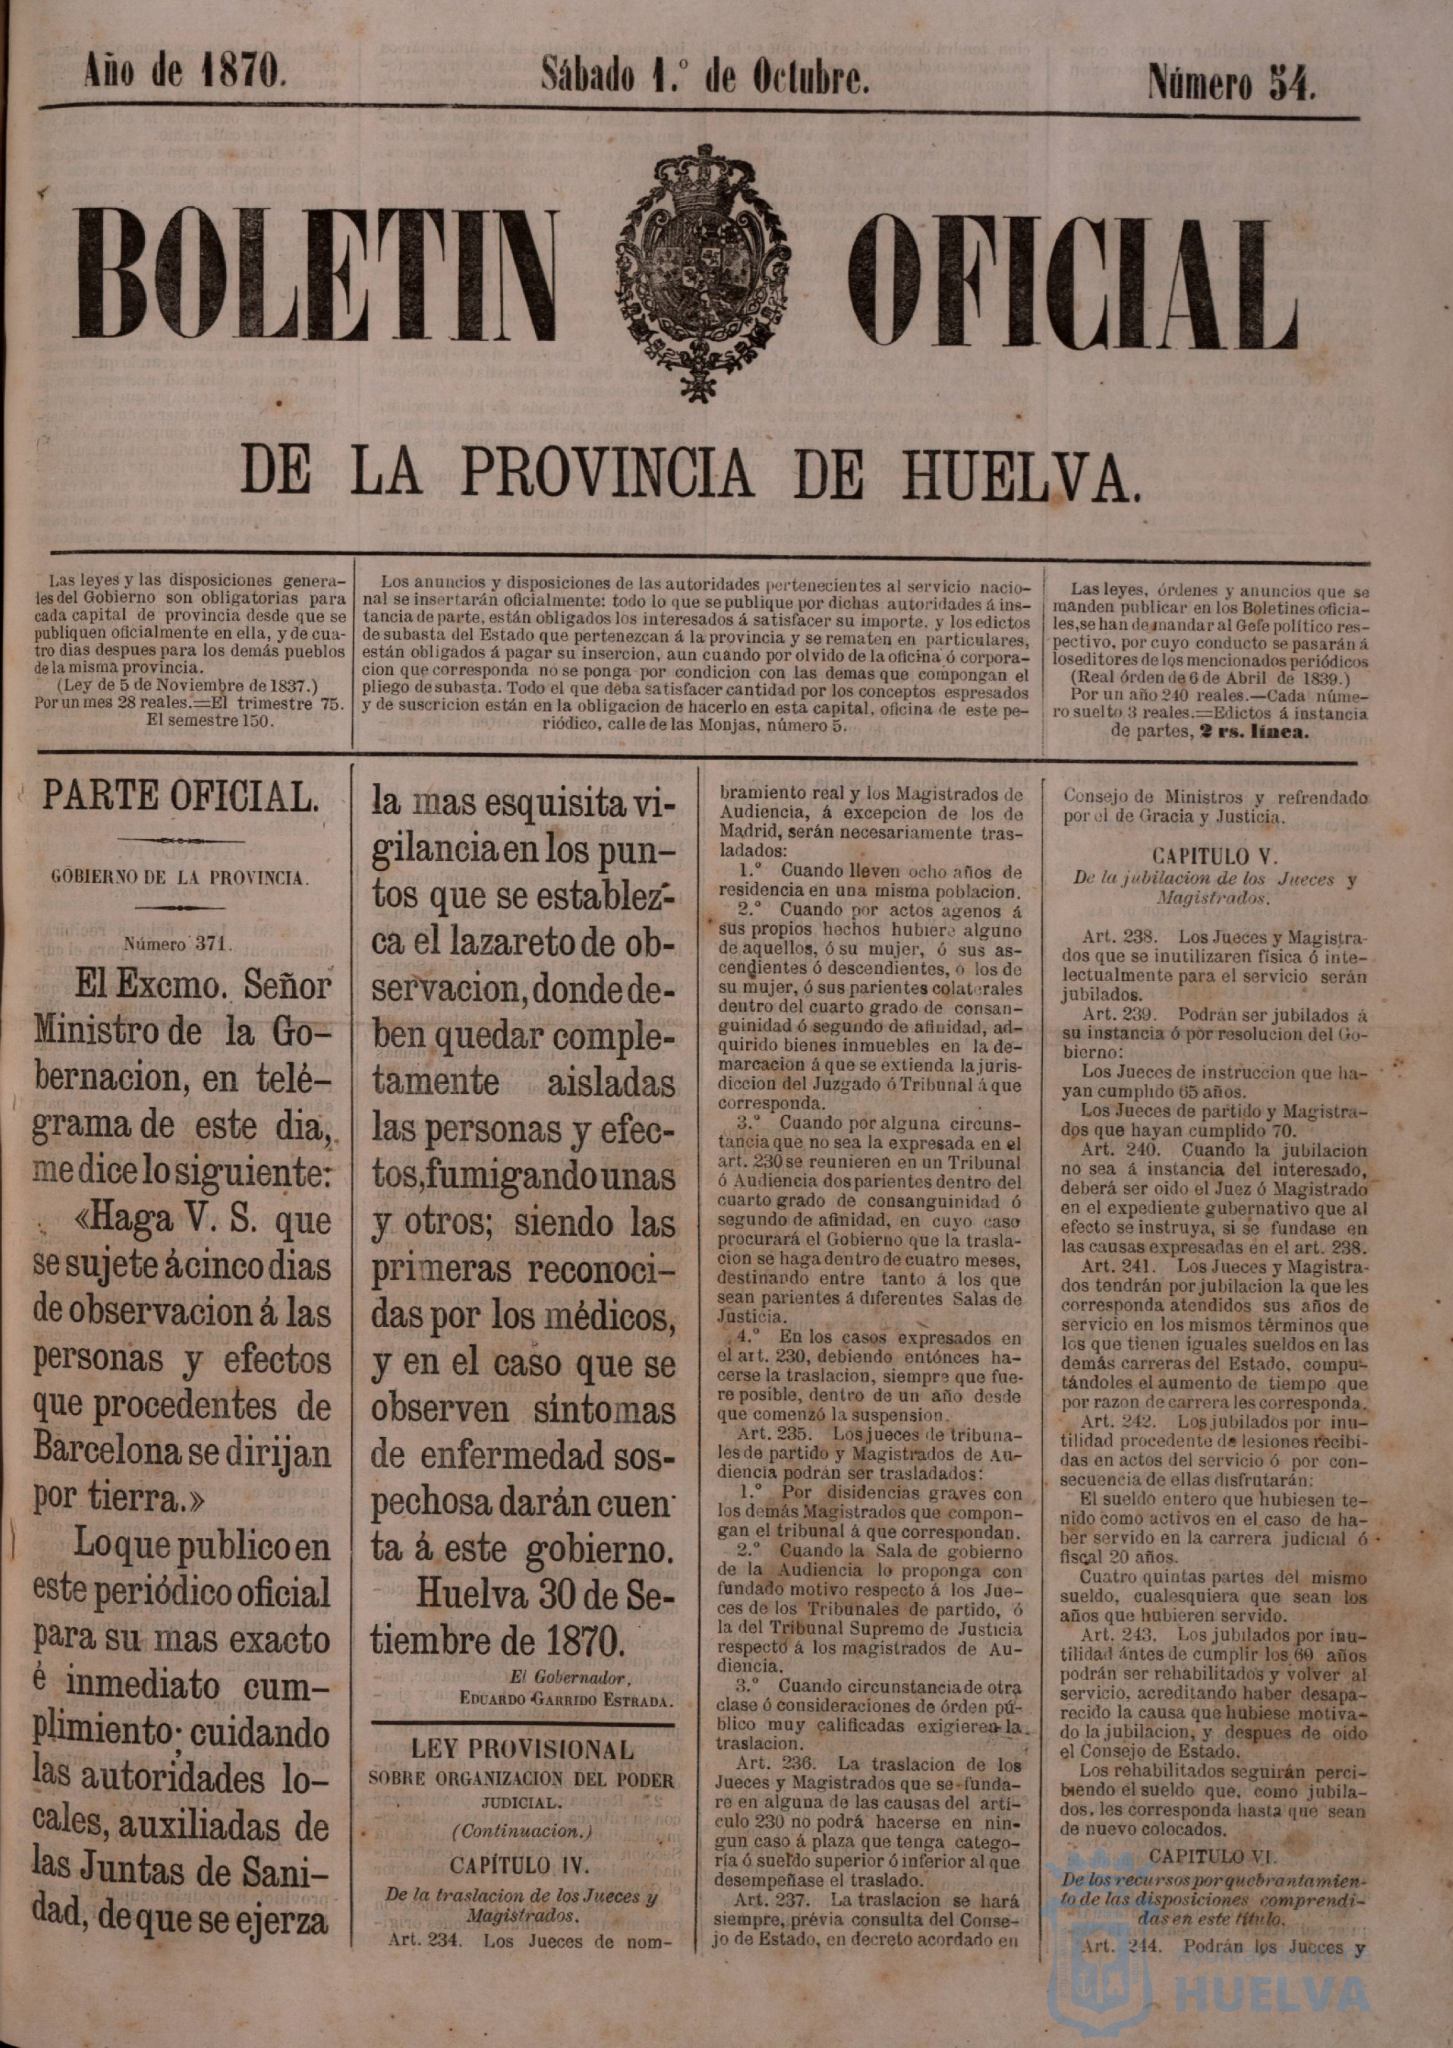 Año de 1870.
Sábado 1.º de Octubre.
Número 54.
BOLETIN OFICIAL
DE LA PROVINCIA DE HUELVA.
Las leyes y las disposiciones genera-
les del Gobierno son obligatorias para
cada capital de provincia desde que se
publiquen oficialmente en ella, y de cua-
tro dias despues para los demás pueblos
de la misma provincia.
(Ley de 5 de Noviembre de 1837.)
Por un mes 28 reales.=El trimestre 75.
El semestre 150.
Los anuncios y disposiciones de las autoridades pertenecientes al servicio nacio-
nal se insertarán oficialmente: todo lo que se publique por dichas autoridades á ins-
tancia de parte, están obligados los interesados á satisfacer su importe, y los edictos
de subasta del Estado que pertenezcan á la provincia y se rematen en particulares,
están obligados á pagar su insercion, aun cuando por olvido de la oficina ó corpora-
cion que corresponda no se ponga por condicion con las demas que compongan el
pliego de subasta. Todo el que deba satisfacer cantidad por los conceptos espresados
y de suscricion están en la obligacion de hacerlo en esta capital, oficina de este pe-
riódico, calle de las Monjas, número 5.
Las leyes, órdenes y anuncios que se
manden publicar en los Boletines oficia-
les, se han de mandar al Gefe político res-
pectivo, por cuyo conducto se pasarán á
los editores de los mencionados periódicos
(Real órden de 6 de Abril de 1839.)
Por un año 240 reales.—Cada núme-
ro suelto 3 reales.=Edictos á instancia
de partes, 2 rs. línea.
PARTE OFICIAL.
GOBIERNO DE LA PROVINCIA.
Número 371.
El Excmo. Señor
Ministro de la Go-
bernacion, en telé-
grama de este dia,
me dice lo siguiente:
«Haga V. S. que
se sujete á cinco dias
de observacion á las
personas y efectos
que procedentes de
Barcelona se dirijan
por tierra.»
Lo que publico en
este periódico oficial
para su mas exacto
é inmediato cum-
plimiento; cuidando
las autoridades lo-
cales, auxiliadas de
las Juntas de Sani-
dad, de que se ejerza
la mas esquisita vi-
gilancia en los pun-
tos que se establez-
ca el lazareto de ob-
servacion, donde de-
ben quedar comple-
tamente aisladas
las personas y efec-
tos, fumigando unas
y otros; siendo las
primeras reconoci-
das por los médicos,
y en el caso que se
observen síntomas
de enfermedad sos-
pechosa darán cuen-
ta á este gobierno.
Huelva 30 de Se-
tiembre de 1870.
El Gobernador,
EDUARDO GARRIDO ESTRADA.
LEY PROVISIONAL
SOBRE ORGANIZACION DEL PODER
JUDICIAL.
(Continuacion.)
CAPÍTULO IV.
De la traslacion de los Jueces y
Magistrados.
Art. 234. Los Jueces de nom-
bramiento real y los Magistrados de
Audiencia, á excepcion de los de
Madrid, serán necesariamente tras-
ladados:
1.º Cuando lleven ocho años de
residencia en una misma poblacion.
2.º Cuando por actos agenos á
sus propios hechos hubiere alguno
de aquellos, ó su mujer, ó sus as-
cendientes ó descendientes, ó los de
su mujer, ó sus parientes colaterales
dentro del cuarto grado de consan-
guinidad ó segundo de afinidad, ad-
quirido bienes inmuebles en la de-
marcacion á que se extienda la juris-
diccion del Juzgado ó Tribunal á que
corresponda.
3.º Cuando por alguna circuns-
tancia que no sea la expresada en el
art. 230 se reunieren en un Tribunal
ó Audiencia dos parientes dentro del
cuarto grado de consanguinidad ó
segundo de afinidad, en cuyo caso
procurará el Gobierno que la trasla-
cion se haga dentro de cuatro meses,
destinando entre tanto á los que
sean parientes á diferentes Salas de
Justicia.
4.º En los casos expresados en
el art. 230, debiendo entónces ha-
cerse la traslacion, siempre que fue-
re posible, dentro de un año desde
que comenzó la suspension.
Art. 235. Los jueces de tribuna-
les de partido y Magistrados de Au-
diencia podrán ser trasladados:
1.º Por disidencias graves con
los demás Magistrados que compon-
gan el tribunal á que correspondan.
2.º Cuando la Sala de gobierno
de la Audiencia lo proponga con
fundado motivo respecto á los Jue-
ces de los Tribunales de partido, ó
la del Tribunal Supremo de Justicia
respecto á los magistrados de Au-
diencia.
3.º Cuando circunstancia de otra
clase ó consideraciones de órden pú-
blico muy calificadas exigieren la
traslacion.
Art. 236. La traslacion de los
Jueces y Magistrados que se funda-
re en alguna de las causas del artí-
culo 230 no podrá hacerse en nin-
gun caso á plaza que tenga catego-
ría ó sueldo superior ó inferior al que
desempeñase el traslado.
Art. 237. La traslacion se hará
siempre, prévia consulta del Conse-
jo de Estado, en decreto acordado en
Consejo de Ministros y refrendado
por el de Gracia y Justicia.
CAPITULO V.
De la jubilacion de los Jueces y
Magistrados.
Art. 238. Los Jueces y Magistra-
dos que se inutilizaren física ó inte-
lectualmente para el servicio serán
jubilados.
Art. 239. Podrán ser jubilados á
su instancia ó por resolucion del Go-
bierno:
Los Jueces de instruccion que ha-
yan cumplido 65 años.
Los Jueces de partido y Magistra-
dos que hayan cumplido 70.
Art. 240. Cuando la jubilacion
no sea á instancia del interesado,
deberá ser oido el Juez ó Magistrado
en el expediente gubernativo que al
efecto se instruya, si se fundase en
las causas expresadas en el art. 238.
Art. 241. Los Jueces y Magistra-
dos tendrán por jubilacion la que les
corresponda atendidos sus años de
servicio en los mismos términos que
los que tienen iguales sueldos en las
demás carreras del Estado, compu-
tándoles el aumento de tiempo que
por razon de carrera les corresponda.
Art. 242. Los jubilados por inu-
tilidad procedente de lesiones recibi-
das en actos del servicio ó por con-
secuencia de ellas disfrutarán:
El sueldo entero que hubiesen te-
nido como activos en el caso de ha-
ber servido en la carrera judicial ó
fiscal 20 años.
Cuatro quintas partes del mismo
sueldo, cualesquiera que sean los
años que hubieren servido.
Art. 243. Los jubilados por inu-
tilidad ántes de cumplir los 60 años
podrán ser rehabilitados y volver al
servicio, acreditando haber desapa-
recido la causa que hubiese motiva-
do la jubilacion, y despues de oido
el Consejo de Estado.
Los rehabilitados seguirán perci-
biendo el sueldo que, como jubila-
dos, les corresponda hasta que sean
de nuevo colocados.
CAPITULO VI.
De los recursos por quebrantamien-
to de las disposiciones comprendi-
das en este título.
Art. 244. Podrán los Jueces y
Ayuntamiento de
HUELVA